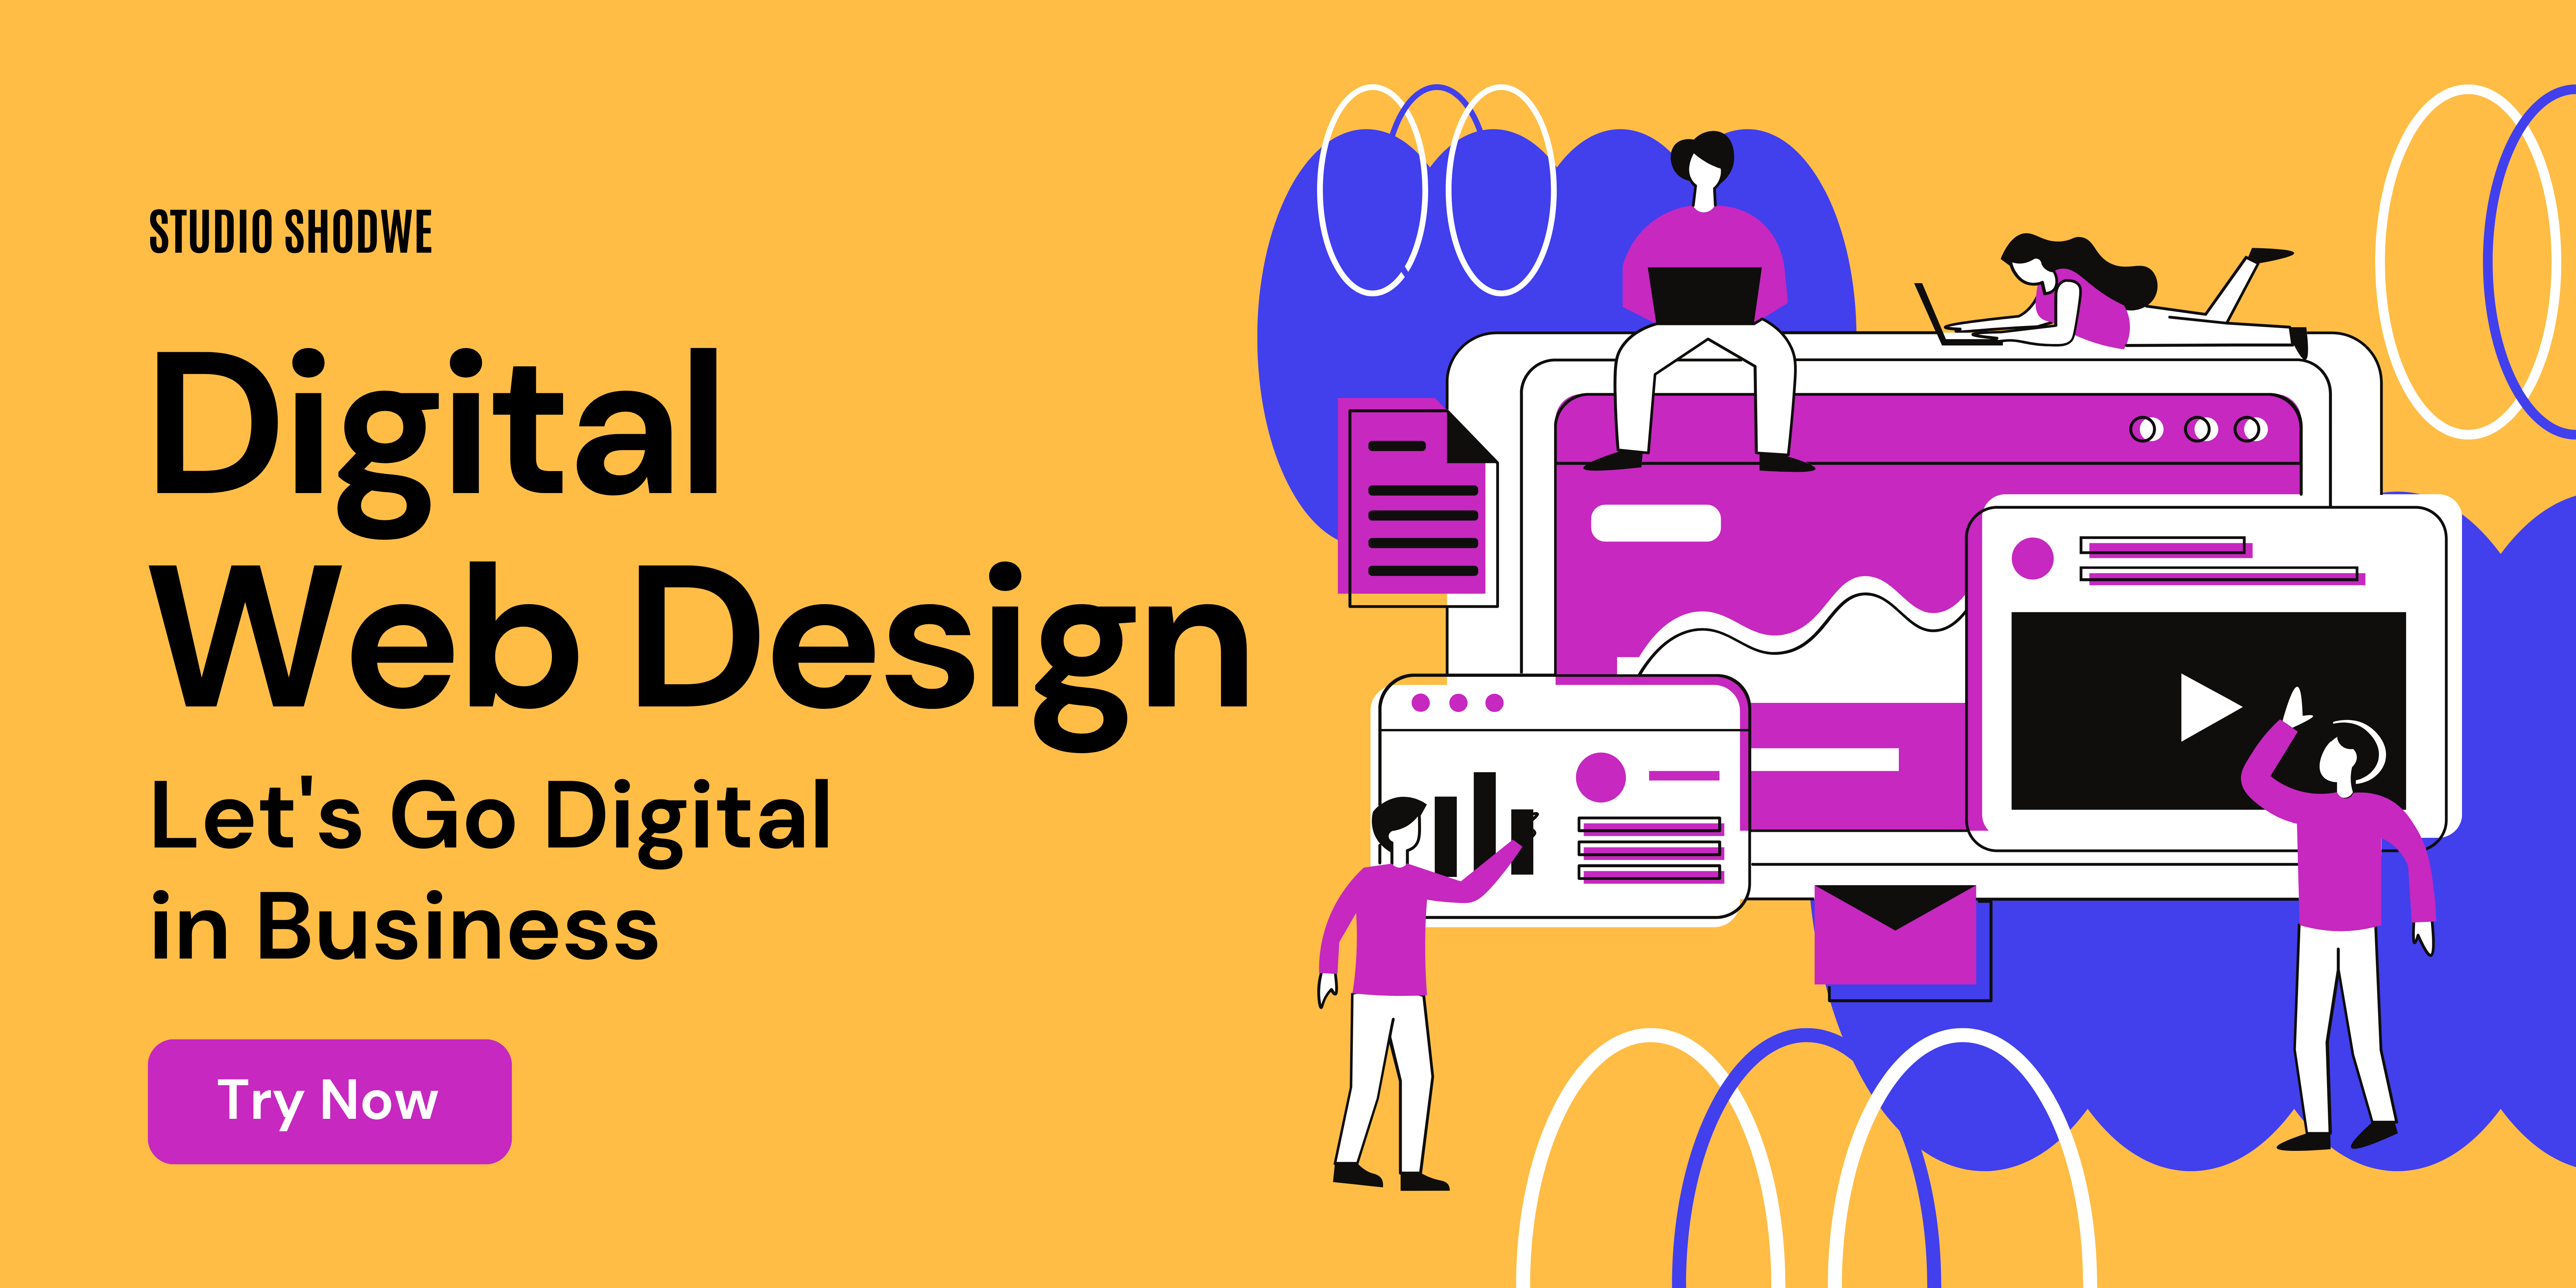 STUDIO SHODWE
Digital
Web Design
Let's Go Digital
in Business
Try Now